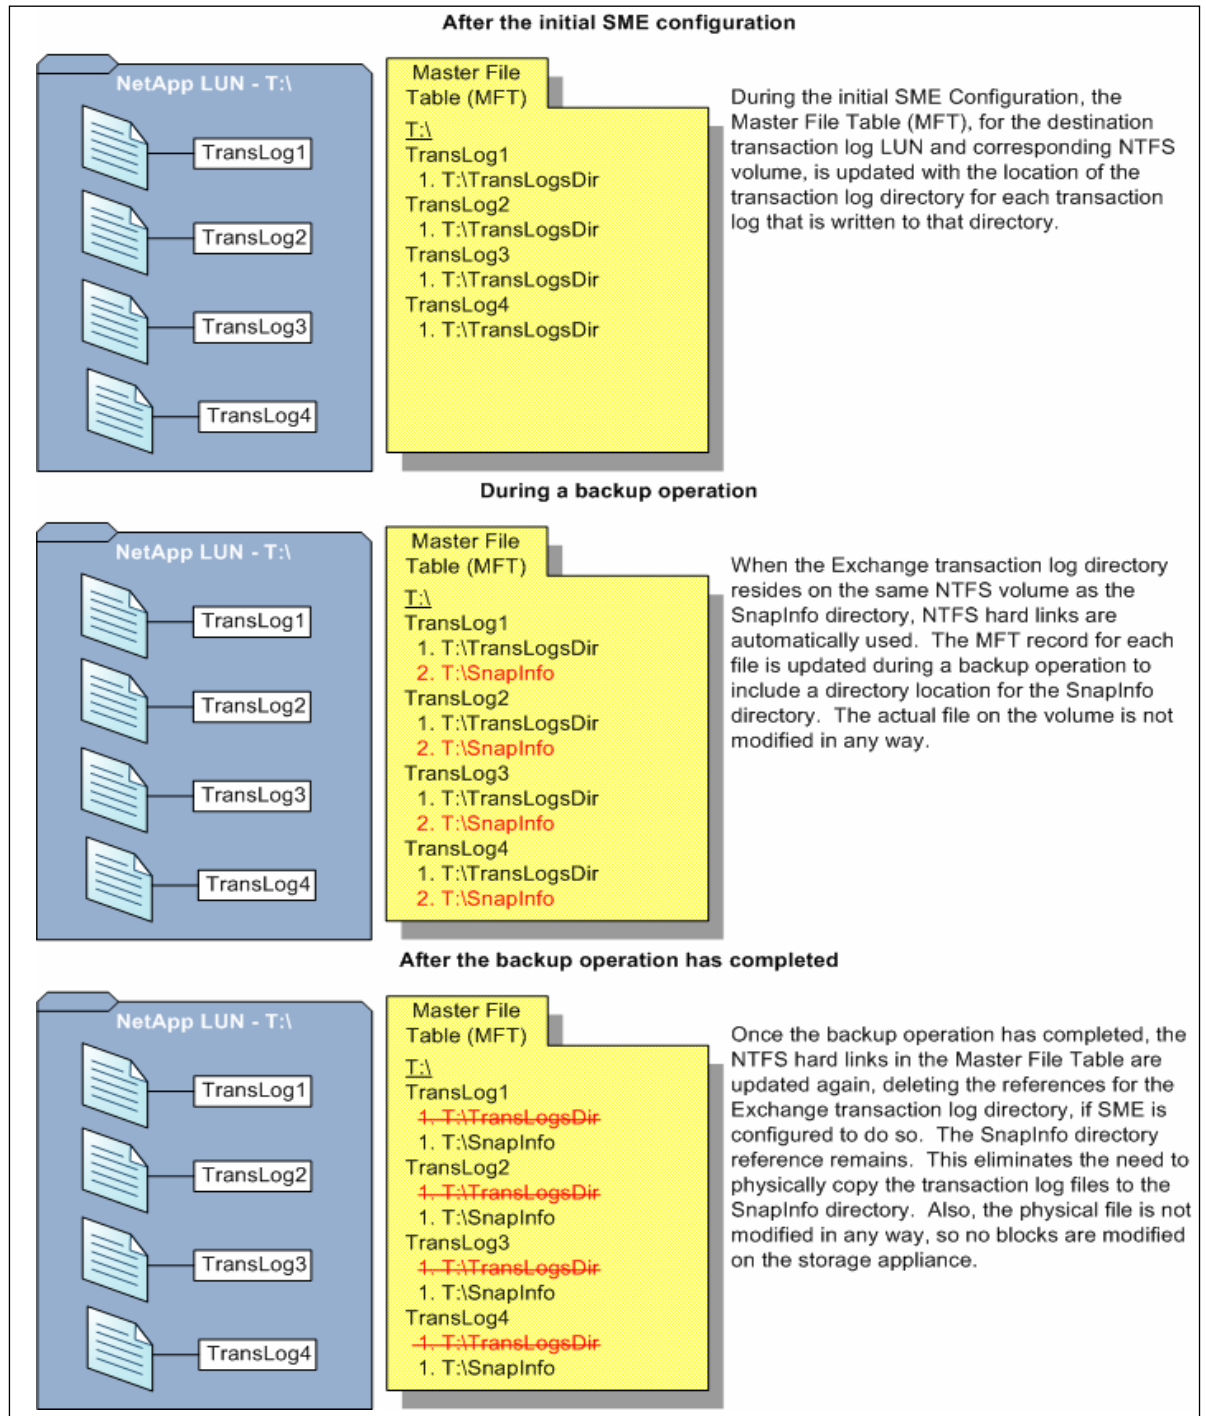 After the initial SME configuration
NetApp LUN - T:\
TransLog1
TransLog2
TransLog3
TransLog4
Master File
Table (MFT)
T:\
TransLog1
1. T:\TransLogsDir
TransLog2
1. T:\TransLogsDir
TransLog3
1. T:\TransLogsDir
TransLog4
1. T:\TransLogsDir
During the initial SME Configuration, the
Master File Table (MFT), for the destination
transaction log LUN and corresponding NTFS
volume, is updated with the location of the
transaction log directory for each transaction
log that is written to that directory.
During a backup operation
NetApp LUN - T:\
TransLog1
TransLog2
TransLog3
TransLog4
Master File
Table (MFT)
T:\
TransLog1
1. T:\TransLogsDir
2. T:\SnapInfo
TransLog2
1. T:\TransLogsDir
2. T:\SnapInfo
TransLog3
1. T:\TransLogsDir
2. T:\SnapInfo
TransLog4
1. T:\TransLogsDir
2. T:\SnapInfo
When the Exchange transaction log directory
resides on the same NTFS volume as the
SnapInfo directory, NTFS hard links are
automatically used. The MFT record for each
file is updated during a backup operation to
include a directory location for the SnapInfo
directory. The actual file on the volume is not
modified in any way.
After the backup operation has completed
NetApp LUN - T:\
TransLog1
TransLog2
TransLog3
TransLog4
Master File
Table (MFT)
T:\
TransLog1
1. T:\TransLogsDir
1. T:\SnapInfo
TransLog2
1. T:\TransLogsDir
1. T:\SnapInfo
TransLog3
1. T:\TransLogsDir
1. T:\SnapInfo
TransLog4
1. T:\TransLogsDir
1. T:\SnapInfo
Once the backup operation has completed, the
NTFS hard links in the Master File Table are
updated again, deleting the references for the
Exchange transaction log directory, if SME is
configured to do so. The SnapInfo directory
reference remains. This eliminates the need to
physically copy the transaction log files to the
SnapInfo directory. Also, the physical file is not
modified in any way, so no blocks are modified
on the storage appliance.